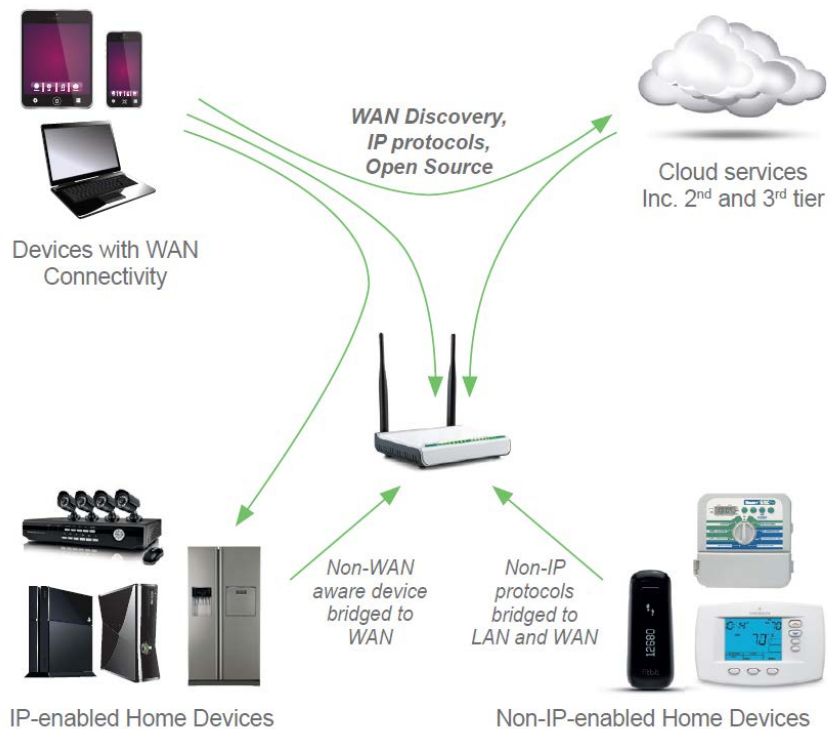 WAN Discovery,
IP protocols,
Open Source
Cloud services
Inc. 2nd and 3rd tier
Devices with WAN
Connectivity
Non-WAN
aware device
bridged to
WAN
Non-IP
protocols
bridged to
LAN and WAN
12680
fitbit
IP-enabled Home Devices
Non-IP-enabled Home Devices